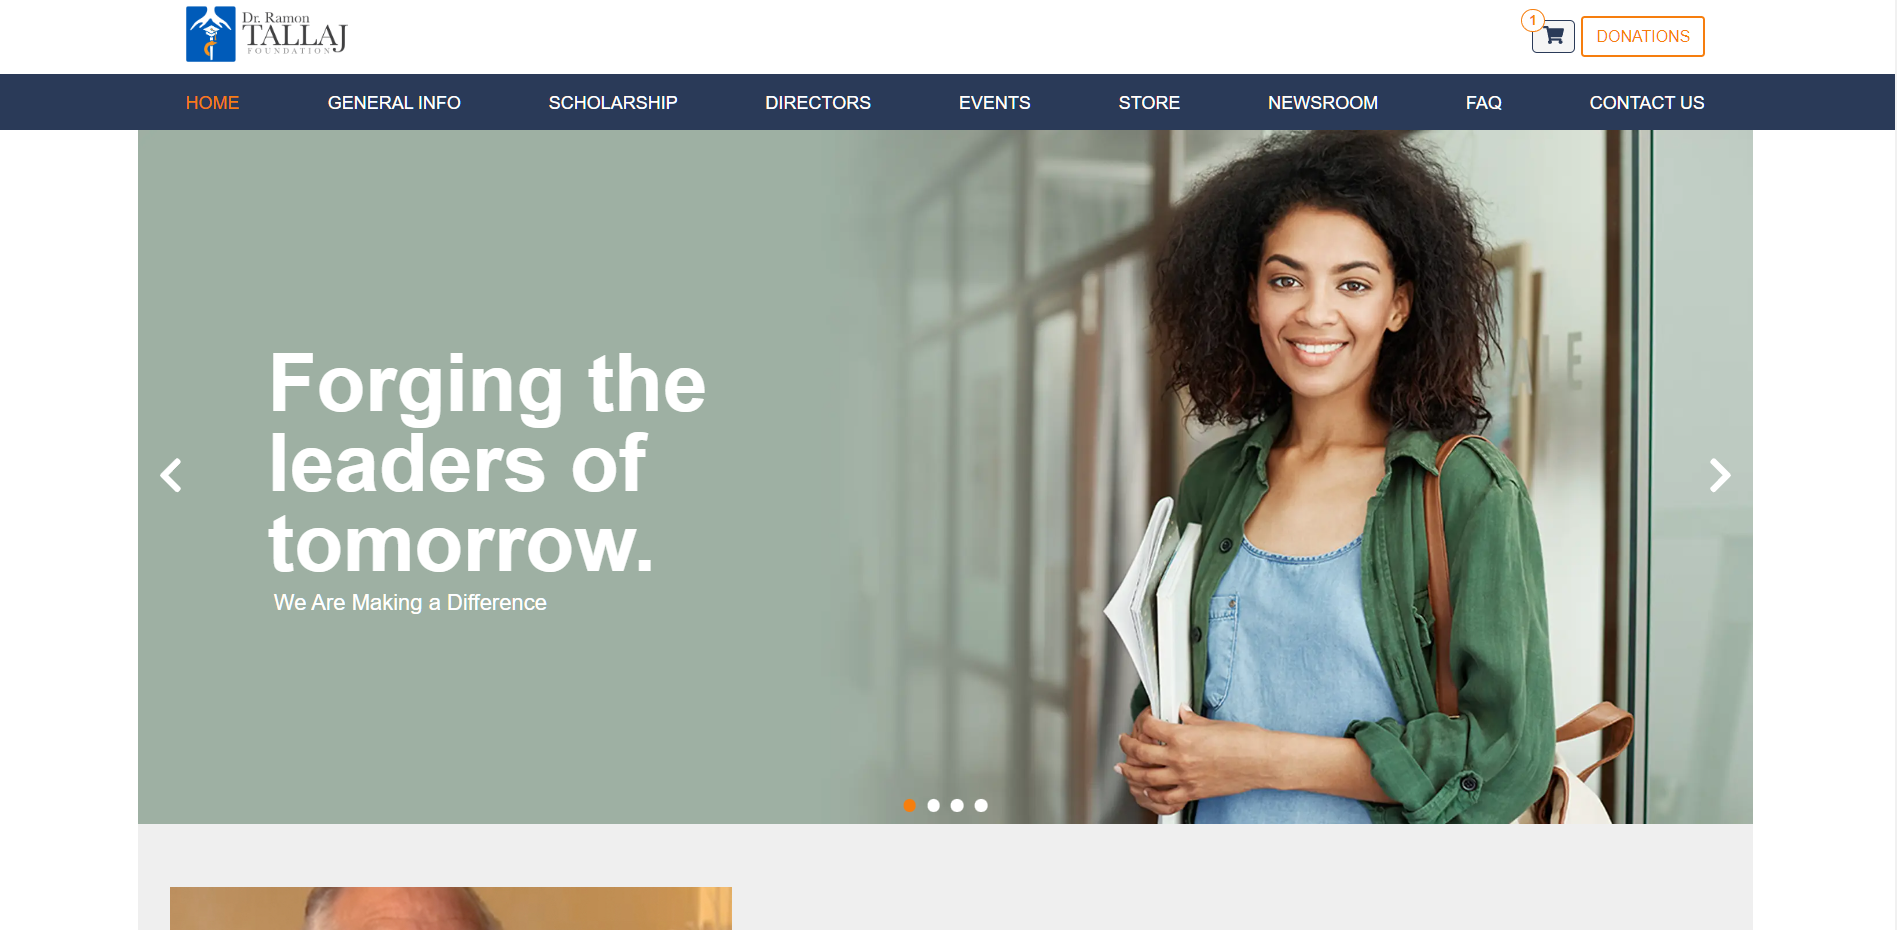 Dr. Ramon
TALLAJ
FOUNDATION
1
DONATIONS
HOME
GENERAL INFO
SCHOLARSHIP
DIRECTORS
EVENTS
STORE
NEWSROOM
FAQ
CONTACT US
Forging the
leaders of
tomorrow.
We Are Making a Difference